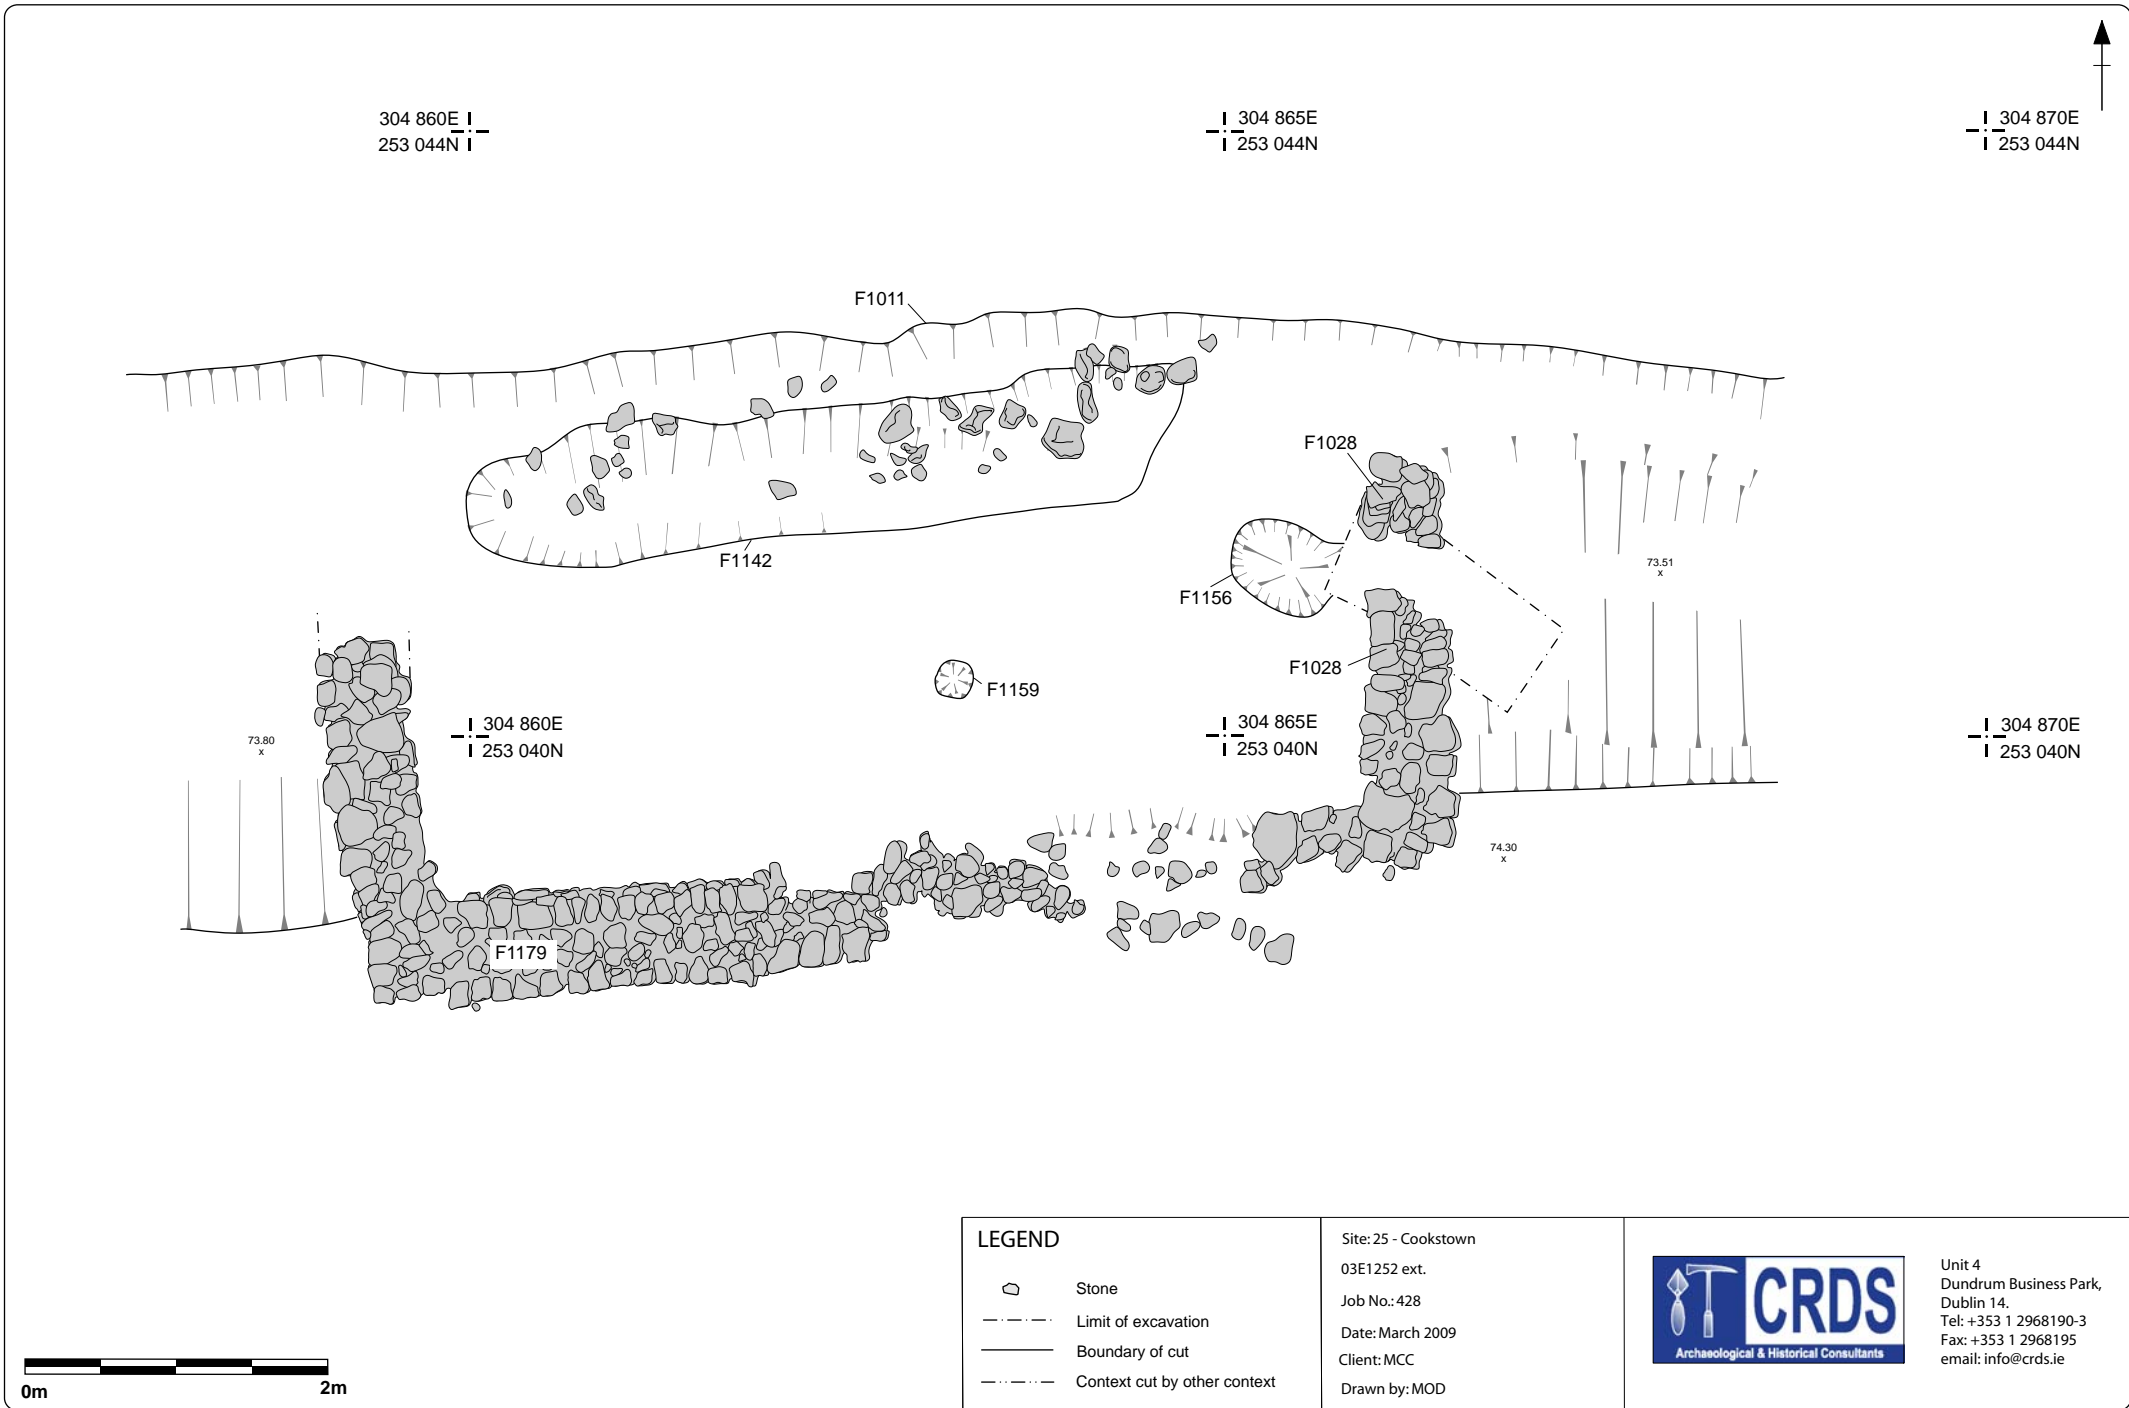 304 860E
253 044N
304 865E
253 044N
304 870E
253 044N
F1011
F1028
F1142
73.51
x
F1156
F1028
F1159
304 860E
253 040N
304 865E
253 040N
304 870E
253 040N
73.80
x
74.30
x
F1179
0m
2m
LEGEND
Stone
Limit of excavation
Boundary of cut
Context cut by other context
Site: 25 - Cookstown
03E1252 ext.
Job No.: 428
Date: March 2009
Client: MCC
Drawn by: MOD
CRDS
Archaeological & Historical Consultants
Unit 4
Dundrum Business Park,
Dublin 14.
Tel: +353 1 2968190-3
Fax: +353 1 2968195
email: info@crds.ie